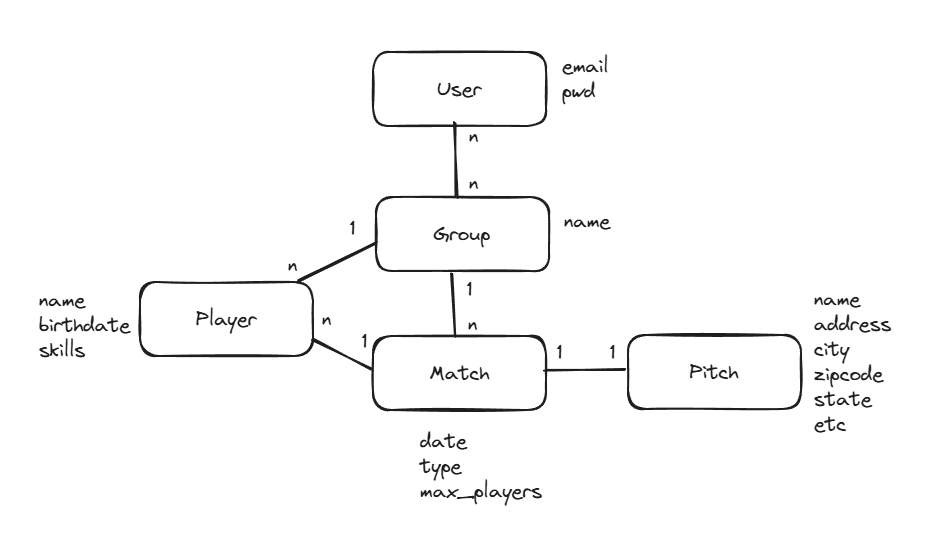 User
email
pwd
n
n
Group
name
1
n
Player
name
birthdate
skills
n
1
1
n
Match
date
type
max_players
1
1
Pitch
name
address
city
zipcode
state
etc